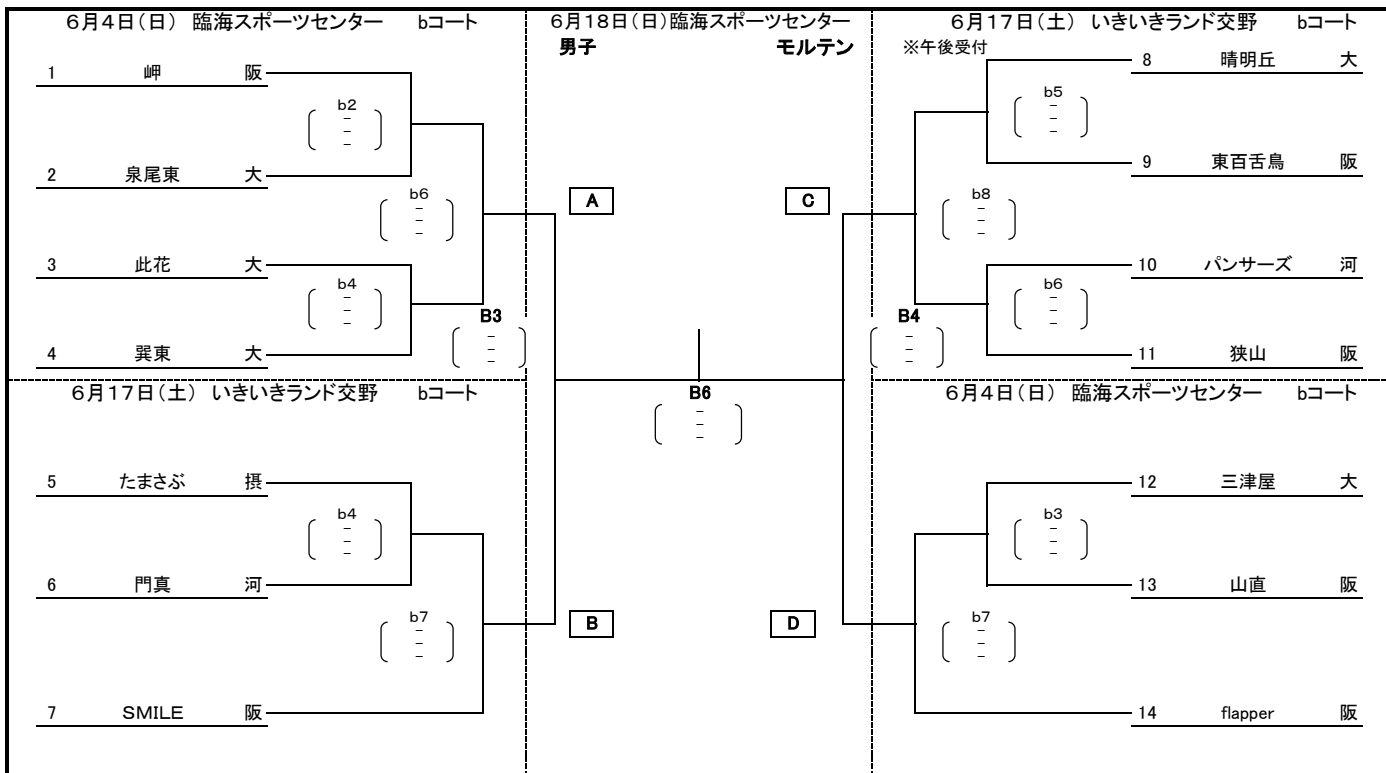 6月4日(日) 臨海スポーツセンター bコート
1 岬 阪
b2
2 泉尾東 大
b6
3 此花 大
b4
4 巽東 大
B3
6月17日(土) いきいきランド交野 bコート
5 たまさぶ 摂
b4
6 門真 河
b7
7 SMILE 阪
6月18日(日)臨海スポーツセンター
男子 モルテン
A
C
B6
B
D
6月17日(土) いきいきランド交野 bコート
※午後受付
8 晴明丘 大
b5
9 東百舌鳥 阪
b8
10 パンサーズ 河
b6
B4
11 狭山 阪
6月4日(日) 臨海スポーツセンター bコート
12 三津屋 大
b3
13 山直 阪
b7
14 flapper 阪